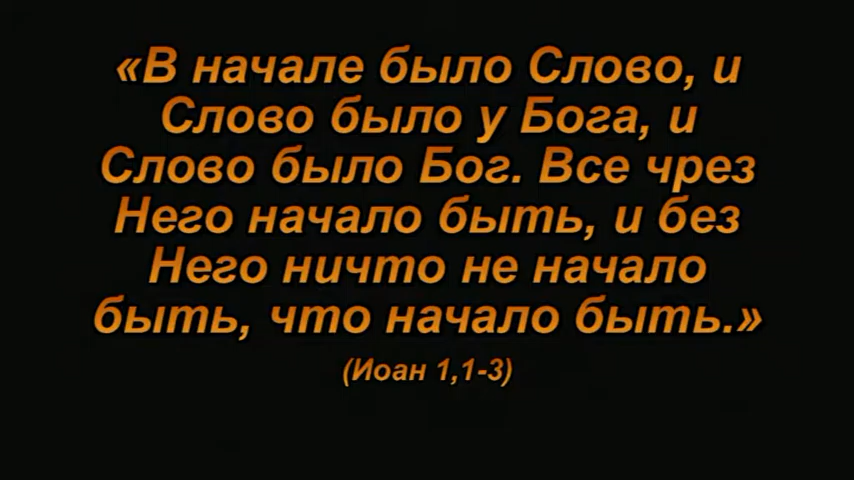 «В начале было Слово, и
Слово было у Бога, и
Слово было Бог. Все чрез
Него начало быть, и без
Него ничто не начало
быть, что начало быть.»
(Иоан 1,1-3)